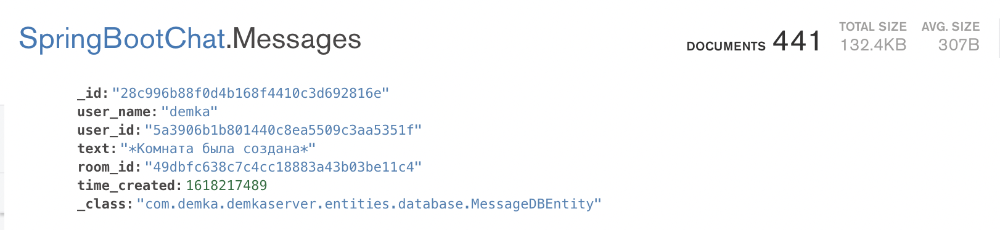 SpringBootChat.Messages
DOCUMENTS 441
TOTAL SIZE 132.4KB
AVG. SIZE 307B
_id: "28c996b88f0d4b168f4410c3d692816e"
user_name: "demka"
user_id: "5a3906b1b801440c8ea5509c3aa5351f"
text: "*Комната была создана*"
room_id: "49dbfc638c7c4cc18883a43b03be11c4"
time_created: 1618217489
_class: "com.demka.demkaserver.entities.database.MessageDBEntity"